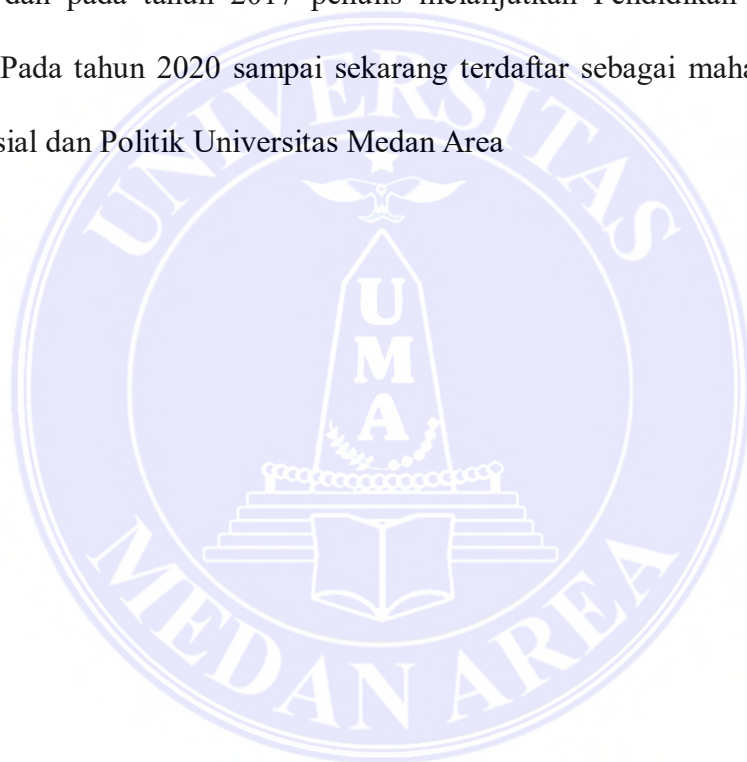 dan pada tahun 2017 penulis melanjutkan Pendidikan
Pada tahun 2020 sampai sekarang terdaftar sebagai maha
sial dan Politik Universitas Medan Area
UNIVERSITAS
U
M
A
MEDAN AREA